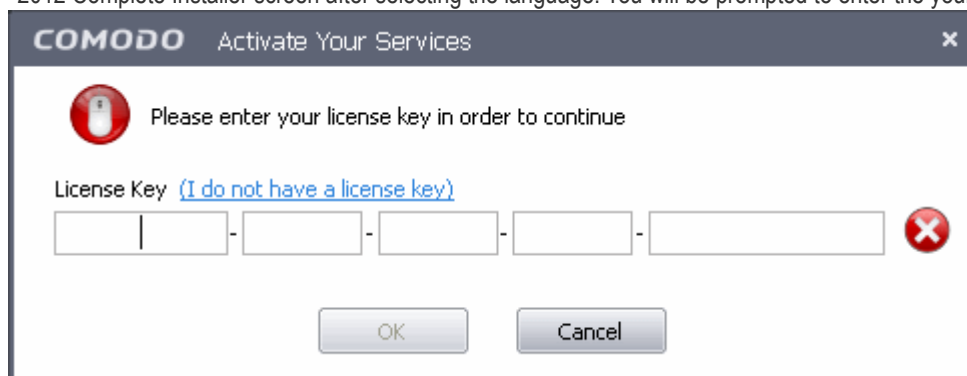 2012 Complete Installer screen after selecting the language. You will be prompted to enter the you
COMODO Activate Your Services
Please enter your license key in order to continue
License Key (I do not have a license key)
- - - -
OK Cancel